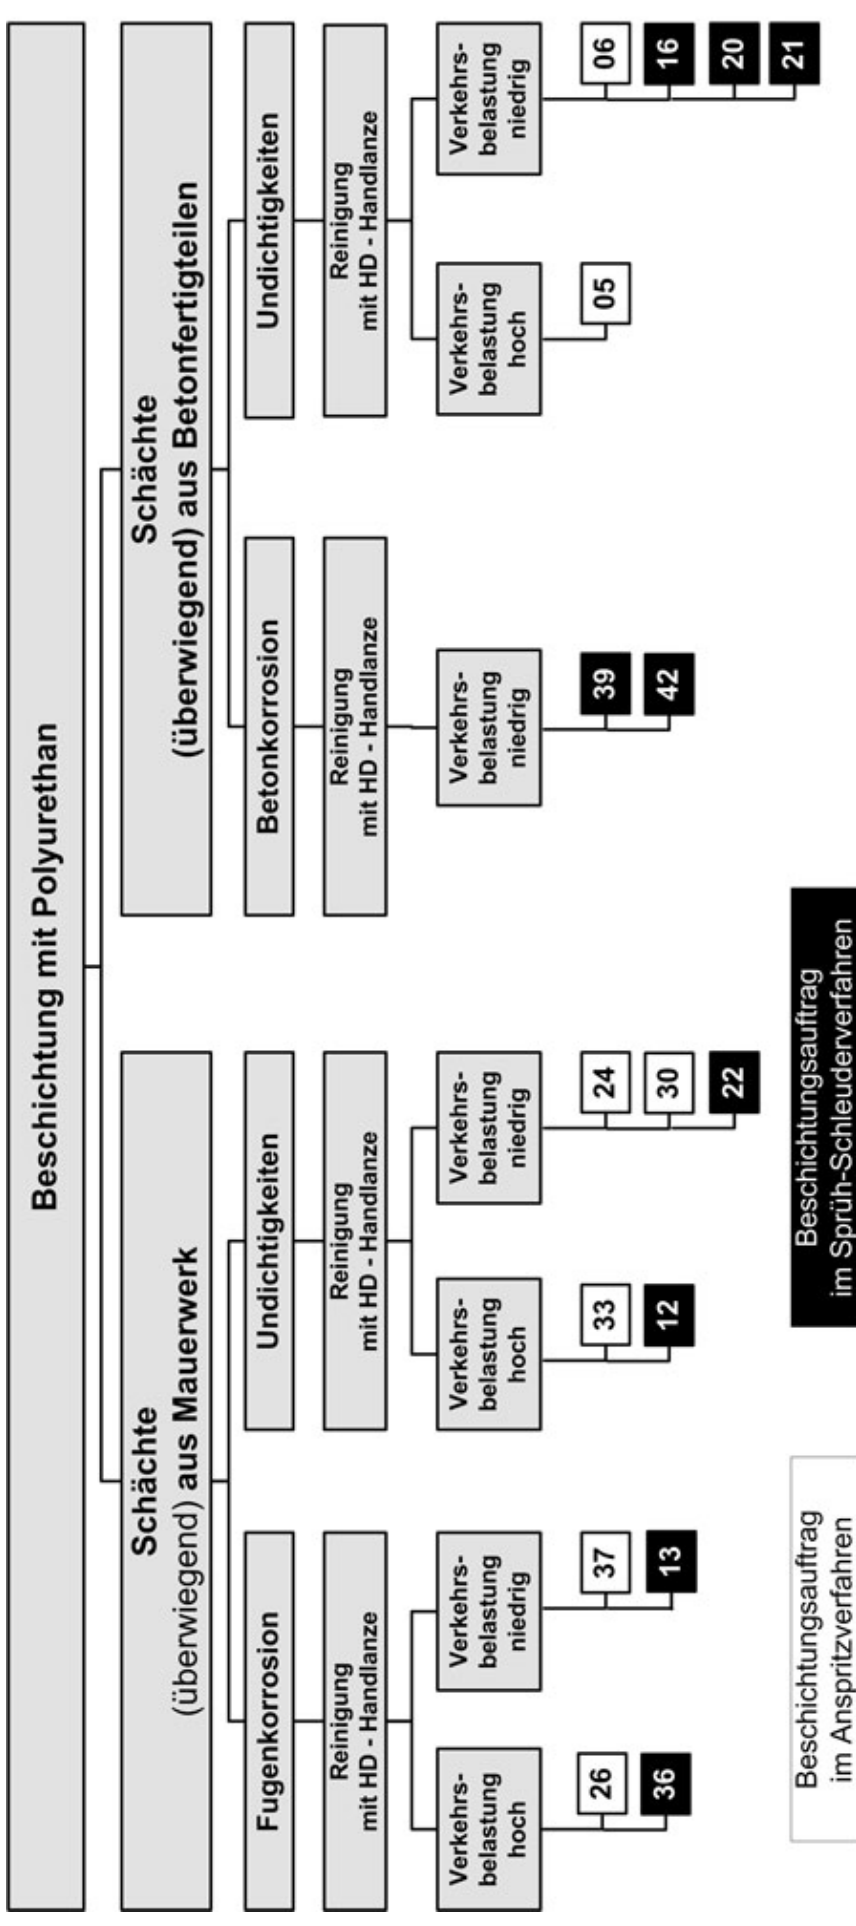 Beschichtung mit Polyurethan
Schächte
(überwiegend) aus Mauerwerk
Schächte
(überwiegend) aus Betonfertigteilen
Fugenkorrosion
Undichtigkeiten
Betonkorrosion
Undichtigkeiten
Reinigung
mit HD - Handlanze
Reinigung
mit HD - Handlanze
Reinigung
mit HD - Handlanze
Reinigung
mit HD - Handlanze
Verkehrs-
belastung
hoch
Verkehrs-
belastung
niedrig
Verkehrs-
belastung
hoch
Verkehrs-
belastung
niedrig
Verkehrs-
belastung
niedrig
Verkehrs-
belastung
hoch
Verkehrs-
belastung
niedrig
26
36
37
13
33
12
24
30
22
39
42
05
06
16
20
21
Beschichtungsauftrag
im Anspritzverfahren
Beschichtungsauftrag
im Sprüh-Schleuderverfahren